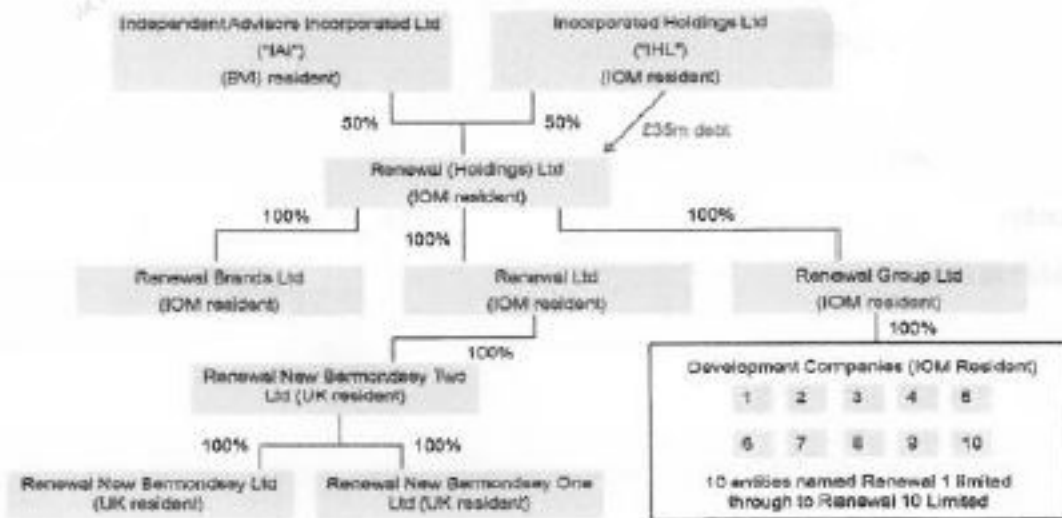 Independent Advisors Incorporated Ltd
("IAI")
(BVI) resident)
Incorporated Holdings Ltd
("IHL")
(IOM resident)
50%
50%
£35m debt
Renewal (Holdings) Ltd
(IOM resident)
100%
100%
100%
Renewal Brands Ltd
(IOM resident)
Renewal Ltd
(IOM resident)
Renewal Group Ltd
(IOM resident)
100%
100%
Renewal New Bermondsey Two
Ltd (UK resident)
Development Companies (IOM Resident)
1 2 3 4 5
6 7 8 9 10
10 entities named Renewal 1 limited
through to Renewal 10 Limited
100%
100%
Renewal New Bermondsey Ltd
(UK resident)
Renewal New Bermondsey One
Ltd (UK resident)